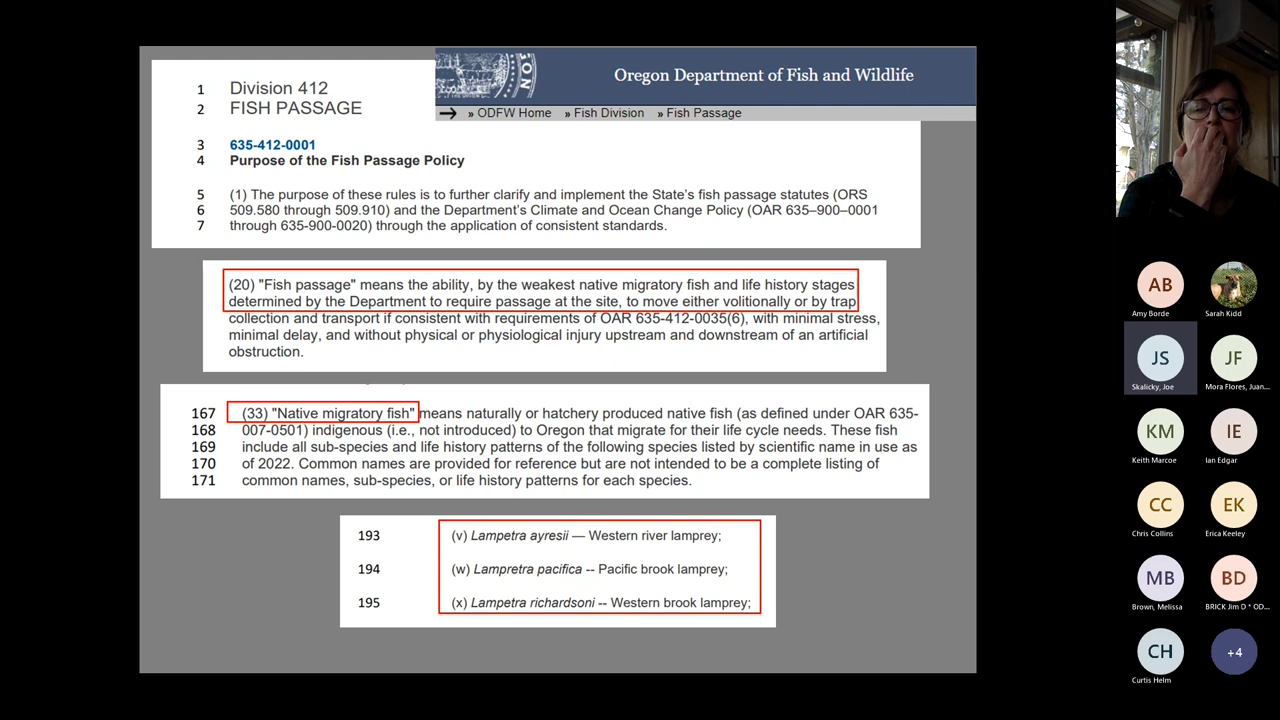 1 Division 412
2 FISH PASSAGE
ON
Oregon Department of Fish and Wildlife
» ODFW Home » Fish Division » Fish Passage
3 635-412-0001
4 Purpose of the Fish Passage Policy
5 (1) The purpose of these rules is to further clarify and implement the State's fish passage statutes (ORS
6 509.580 through 509.910) and the Department's Climate and Ocean Change Policy (OAR 635–900–0001
7 through 635-900-0020) through the application of consistent standards.
(20) "Fish passage" means the ability, by the weakest native migratory fish and life history stages
determined by the Department to require passage at the site, to move either volitionally or by trap
collection and transport if consistent with requirements of OAR 635-412-0035(6), with minimal stress,
minimal delay, and without physical or physiological injury upstream and downstream of an artificial
obstruction.
167 (33) "Native migratory fish" means naturally or hatchery produced native fish (as defined under OAR 635-
168 007-0501) indigenous (i.e., not introduced) to Oregon that migrate for their life cycle needs. These fish
169 include all sub-species and life history patterns of the following species listed by scientific name in use as
170 of 2022. Common names are provided for reference but are not intended to be a complete listing of
171 common names, sub-species, or life history patterns for each species.
193 (v) Lampetra ayresii — Western river lamprey;
194 (w) Lampretra pacifica -- Pacific brook lamprey;
195 (x) Lampetra richardsoni -- Western brook lamprey;
AB
Amy Borde
Sarah Kidd
JS
Skalicky, Joe
JF
Mora Flores, Juan...
KM
Keith Marcoe
IE
Ian Edgar
CC
Chris Collins
EK
Erica Keeley
MB
Brown, Melissa
BD
BRICK Jim D * OD...
CH
Curtis Helm
+4